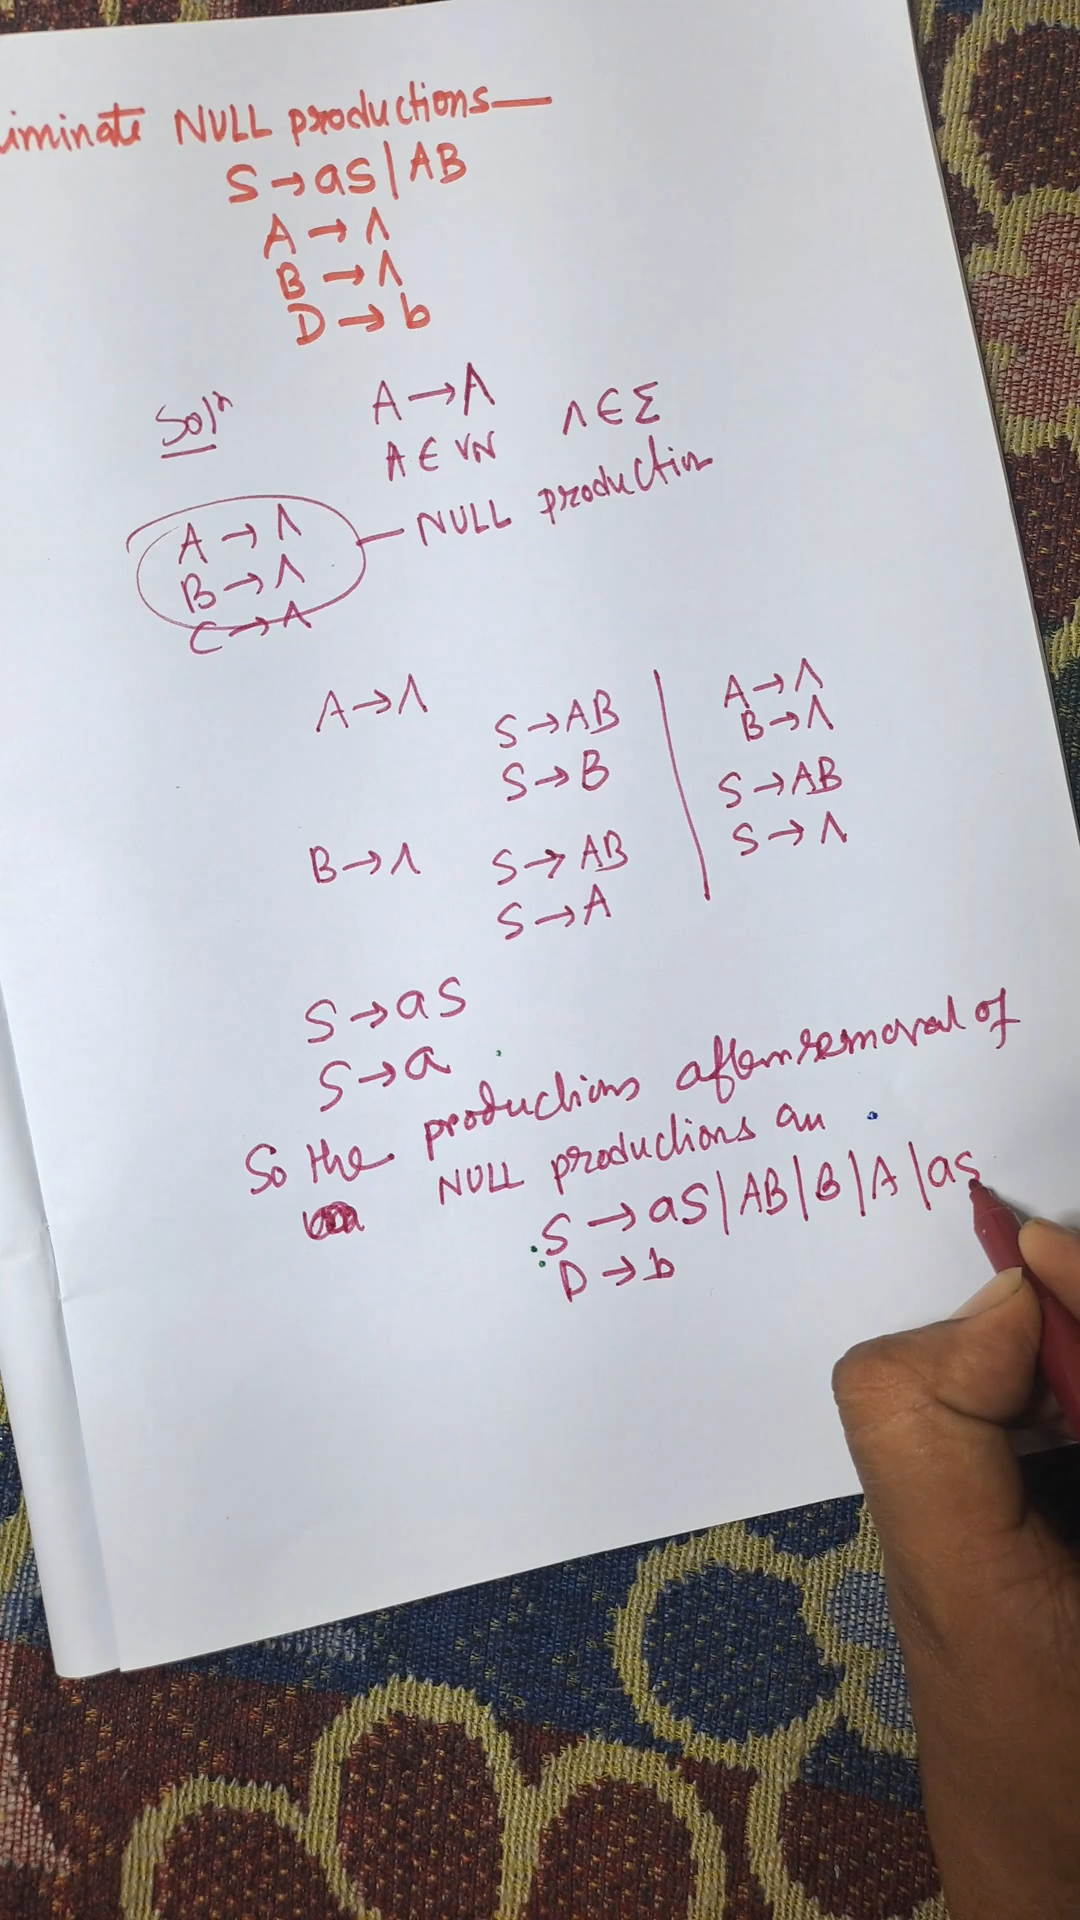 iminate NULL productions—
S → aS | AB
A → Λ
B → Λ
D → b
Solⁿ
A → Λ
A ∈ VN Λ ∈ Σ
A → Λ
B → Λ
C → Λ
— NULL production
A → Λ
S → AB
S → B
B → Λ
S → AB
S → A
A → Λ
B → Λ
S → AB
S → Λ
S → aS
S → a
So the productions after removal of
NULL productions are
S → aS | AB | B | A | as
D → b